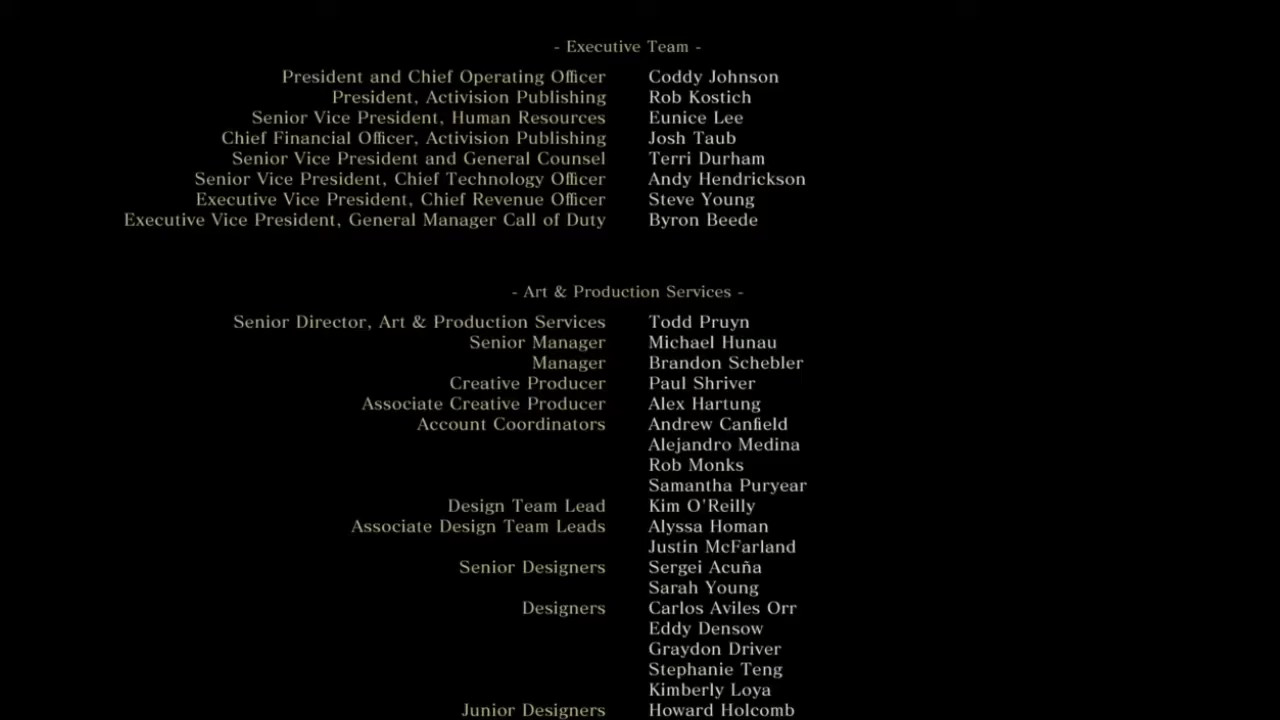 - Executive Team -
President and Chief Operating Officer Coddy Johnson
President, Activision Publishing Rob Kostich
Senior Vice President, Human Resources Eunice Lee
Chief Financial Officer, Activision Publishing Josh Taub
Senior Vice President and General Counsel Terri Durham
Senior Vice President, Chief Technology Officer Andy Hendrickson
Executive Vice President, Chief Revenue Officer Steve Young
Executive Vice President, General Manager Call of Duty Byron Beede
- Art & Production Services -
Senior Director, Art & Production Services Todd Pruyn
Senior Manager Michael Hunau
Manager Brandon Schebler
Creative Producer Paul Shriver
Associate Creative Producer Alex Hartung
Account Coordinators Andrew Canfield
Alejandro Medina
Rob Monks
Samantha Puryear
Design Team Lead Kim O'Reilly
Associate Design Team Leads Alyssa Homan
Justin McFarland
Senior Designers Sergei Acuña
Sarah Young
Designers Carlos Aviles Orr
Eddy Densow
Graydon Driver
Stephanie Teng
Kimberly Loya
Junior Designers Howard Holcomb